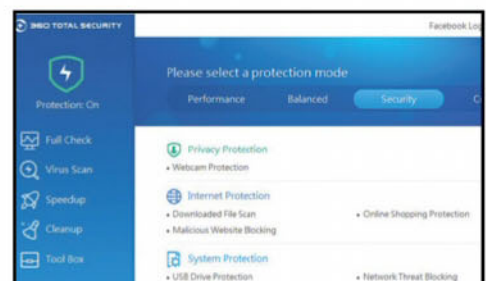 360 TOTAL SECURITY
Facebook Log
Please select a protection mode
Protection: On
Performance Balanced Security C
Full Check
Virus Scan
Speedup
Cleanup
Tool Box
Privacy Protection
• Webcam Protection
Internet Protection
• Downloaded File Scan • Online Shopping Protection
• Malicious Website Blocking
System Protection
• USB Drive Protection • Network Threat Blocking